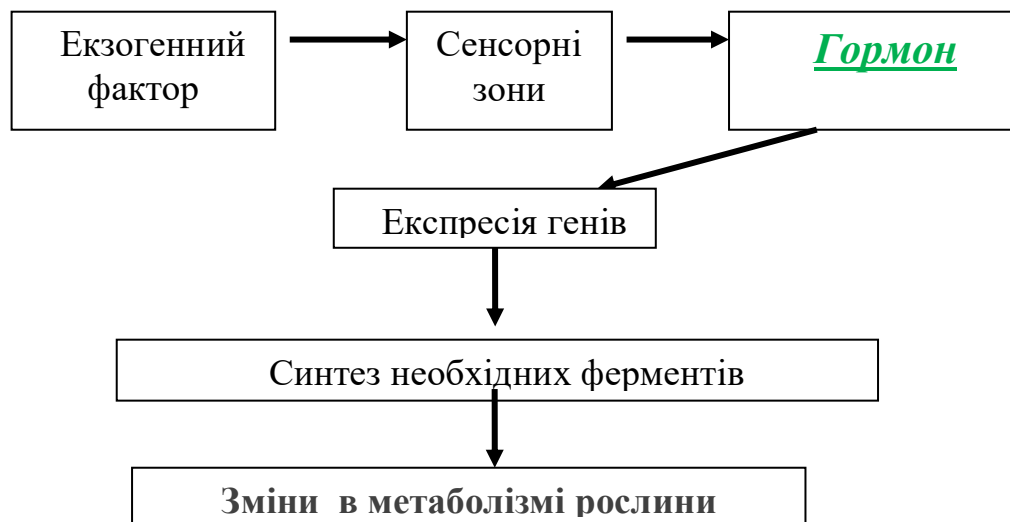 Екзогенний
фактор
Сенсорні
зони
Гормон
Експресія генів
Синтез необхідних ферментів
Зміни в метаболізмі рослини